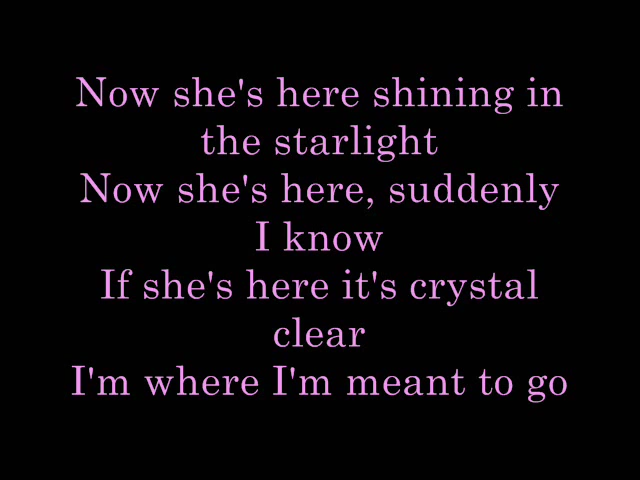 Now she's here shining in
the starlight
Now she's here, suddenly
I know
If she's here it's crystal
clear
I'm where I'm meant to go